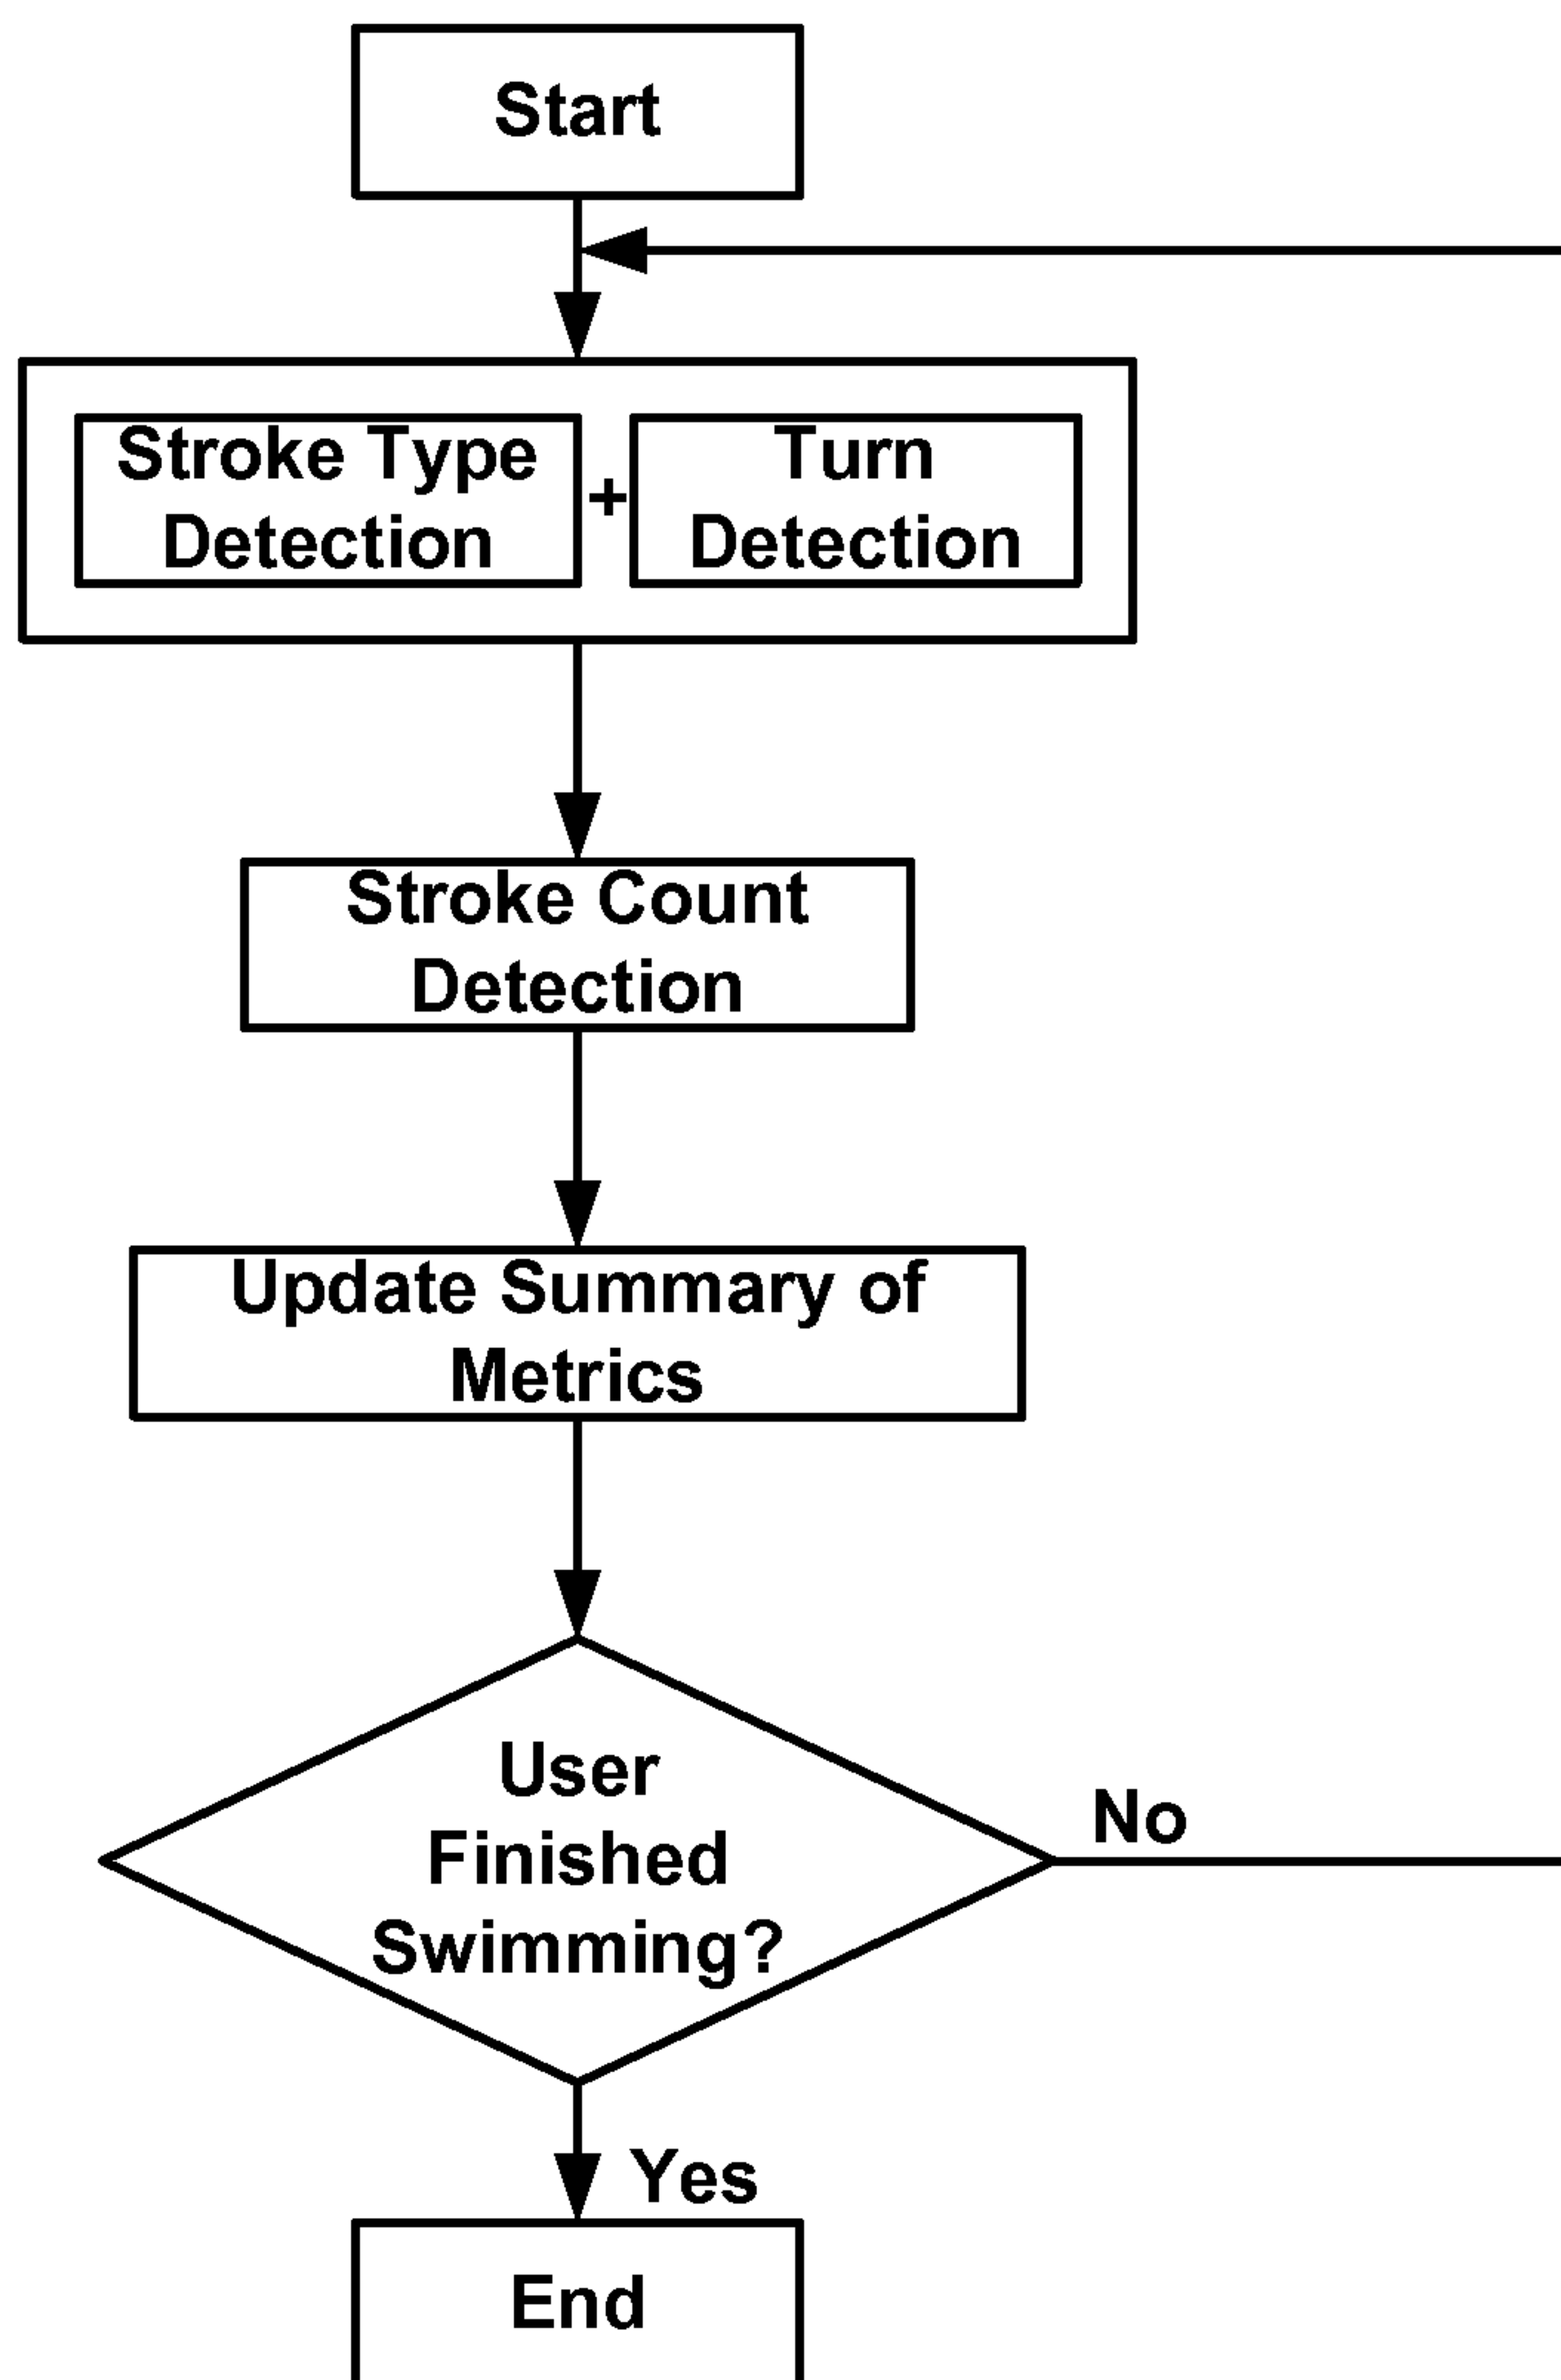 Start
Stroke Type
Detection
+
Turn
Detection
Stroke Count
Detection
Update Summary of
Metrics
User
Finished
Swimming?
No
Yes
End